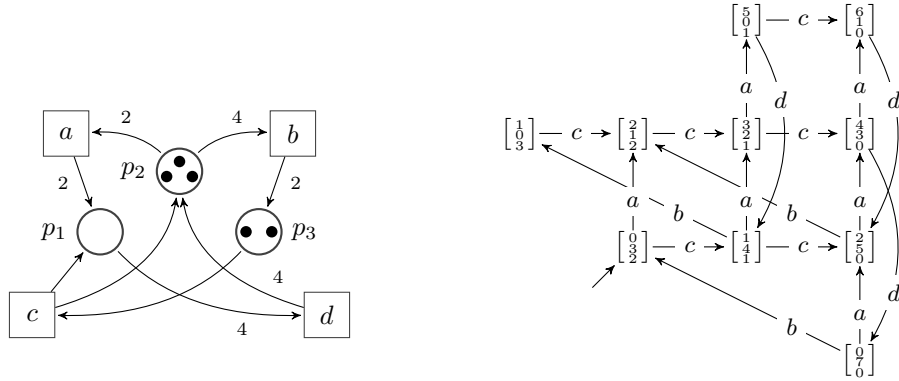 [5 0 1] c [6 1 0]
a d a d
2 4
a b
[1 0 3] c [2 1 2] c [3 2 1] c [4 3 0]
p2
2 2
a b a b a
p1 p3
[0 3 2] c [1 4 1] c [2 5 0]
4 d
c d
4
b a
[0 7 0]